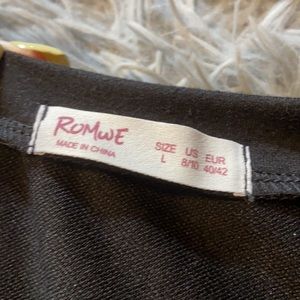 ROMWE
MADE IN CHINA
SIZE US EUR
L 8/10 40/42